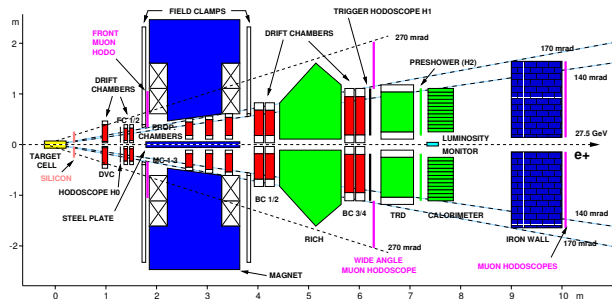 m
FIELD CLAMPS
TRIGGER HODOSCOPE H1
FRONT
MUON
HODO
DRIFT CHAMBERS
270 mrad
170 mrad
2
PRESHOWER (H2)
DRIFT
CHAMBERS
140 mrad
1
FC 1/2
PROP.
CHAMBERS
LUMINOSITY
27.5 GeV
0
e+
TARGET
CELL
MC 1-3
MONITOR
SILICON
DVC
HODOSCOPE H0
BC 1/2
BC 3/4
TRD
CALORIMETER
-1
STEEL PLATE
140 mrad
RICH
270 mrad
IRON WALL
170 mrad
-2
WIDE ANGLE
MUON HODOSCOPE
MUON HODOSCOPES
MAGNET
0 1 2 3 4 5 6 7 8 9 10 m